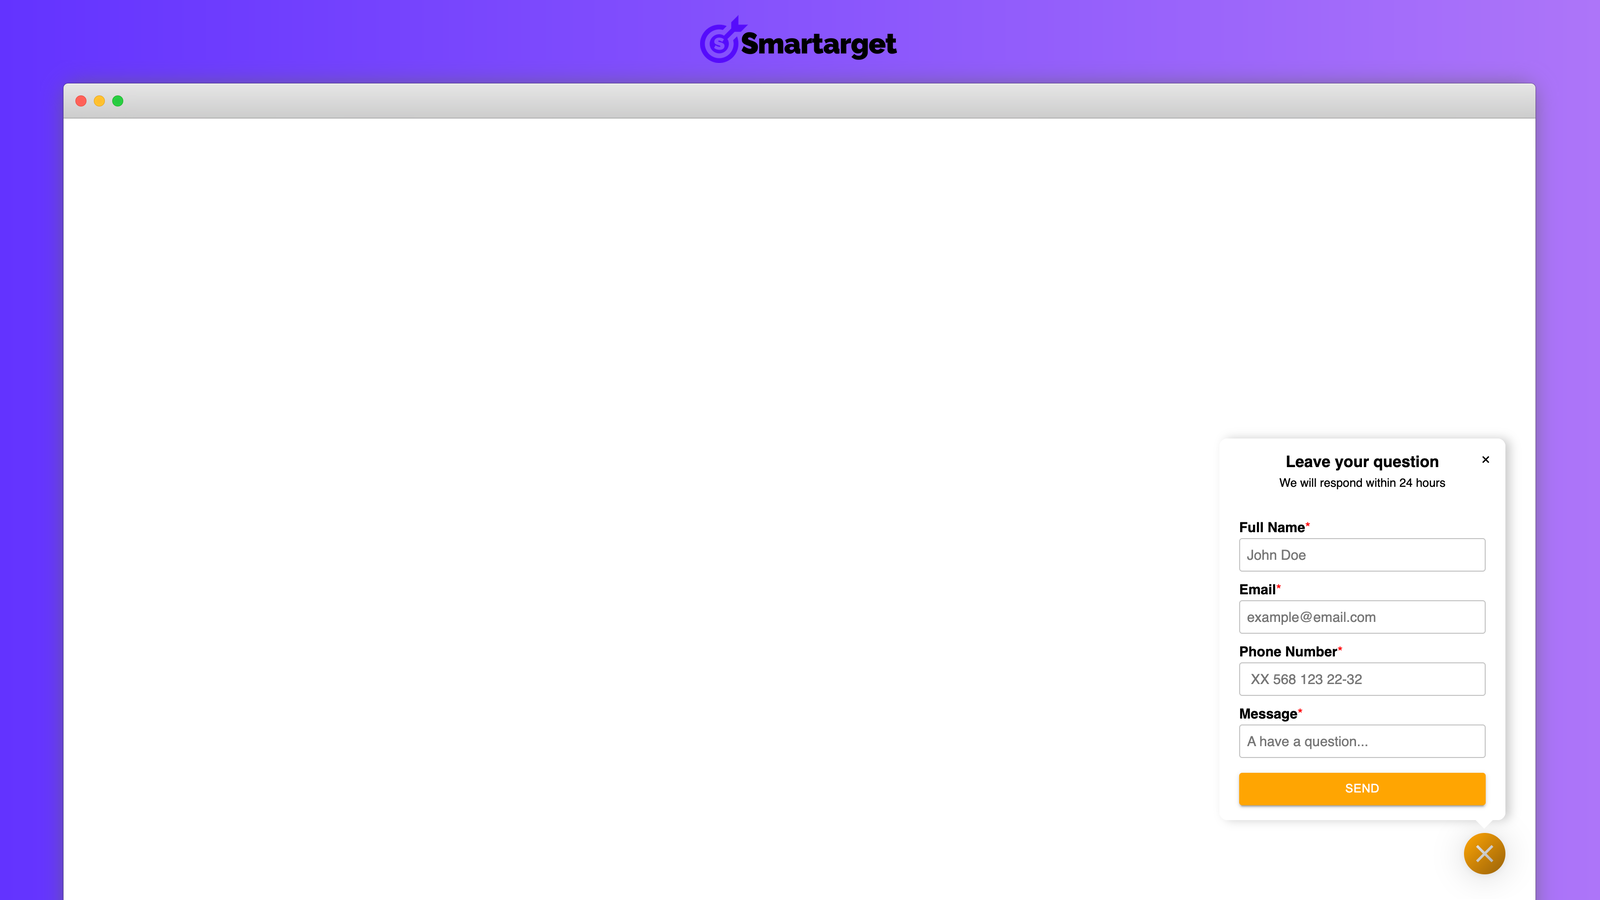 S Smartarget
Leave your question
×
We will respond within 24 hours
Full Name*
John Doe
Email*
example@email.com
Phone Number*
XX 568 123 22-32
Message*
A have a question...
SEND